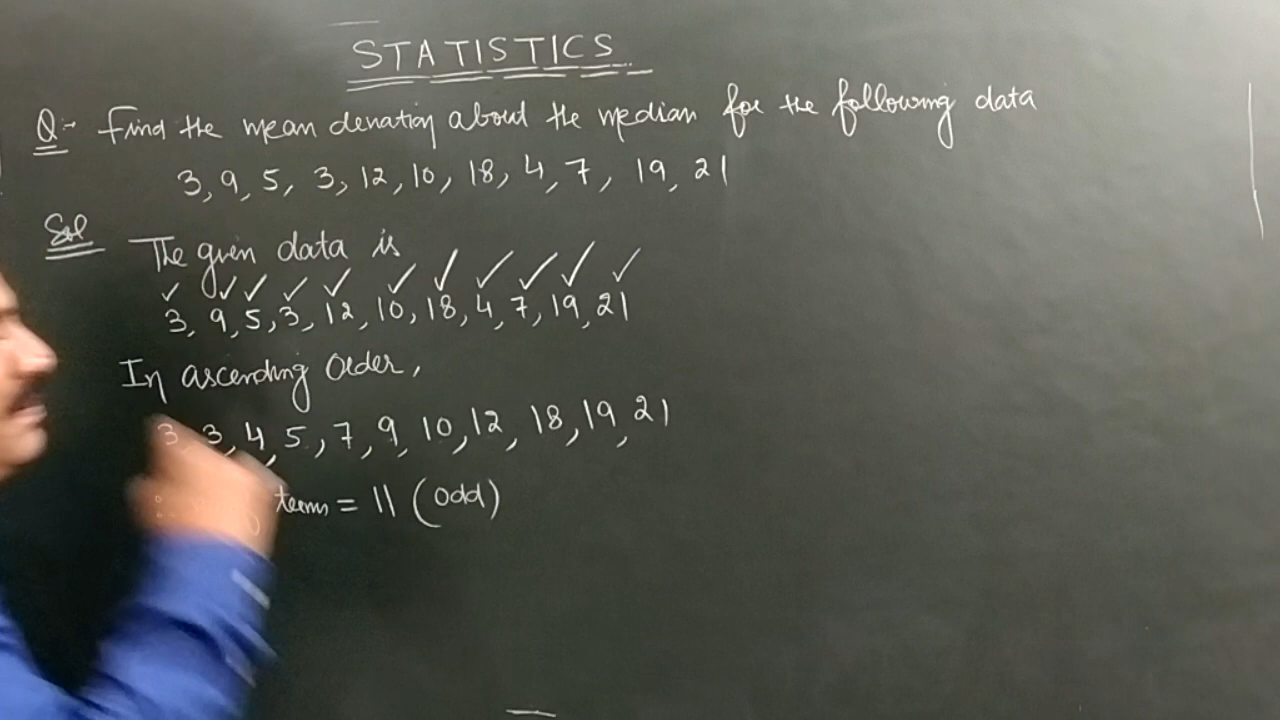 STATISTICS
Q:- Find the mean deviation about the median for the following data
3, 9, 5, 3, 12, 10, 18, 4, 7, 19, 21
Sol
The given data is
3, 9, 5, 3, 12, 10, 18, 4, 7, 19, 21
In ascending order,
3, 3, 4, 5, 7, 9, 10, 12, 18, 19, 21
term = 11 (odd)